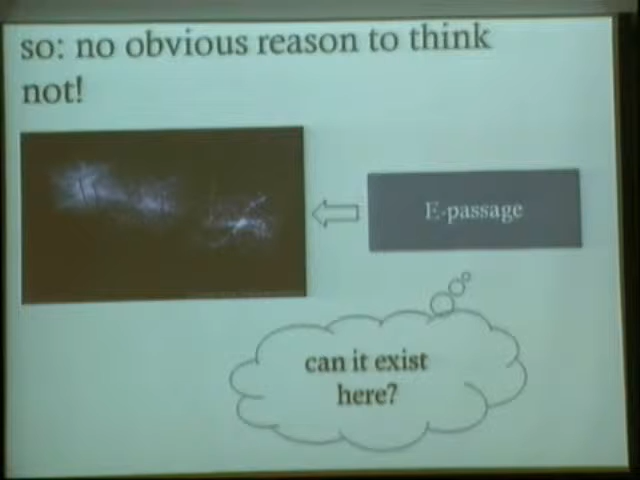 so: no obvious reason to think
not!
E-passage
can it exist
here?